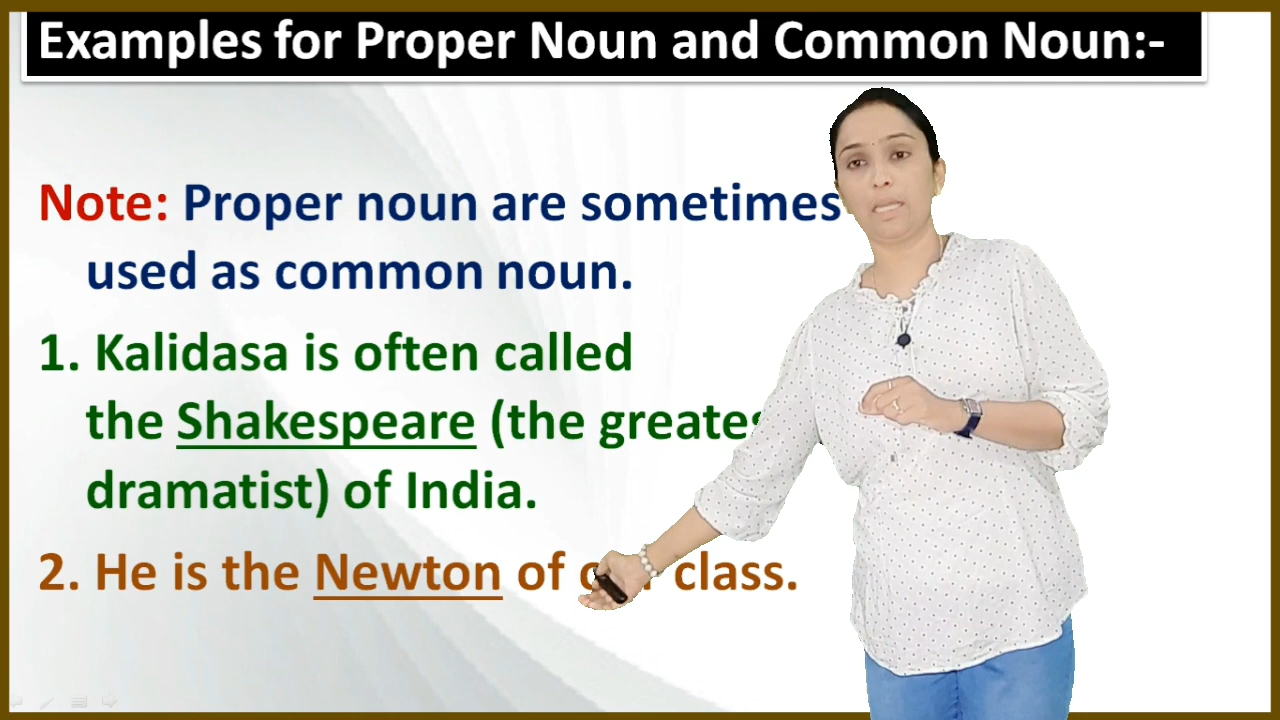 Examples for Proper Noun and Common Noun:-
Note: Proper noun are sometimes
used as common noun.
1. Kalidasa is often called
the Shakespeare (the
dramatist) of India.
2. He is the Newton of class.